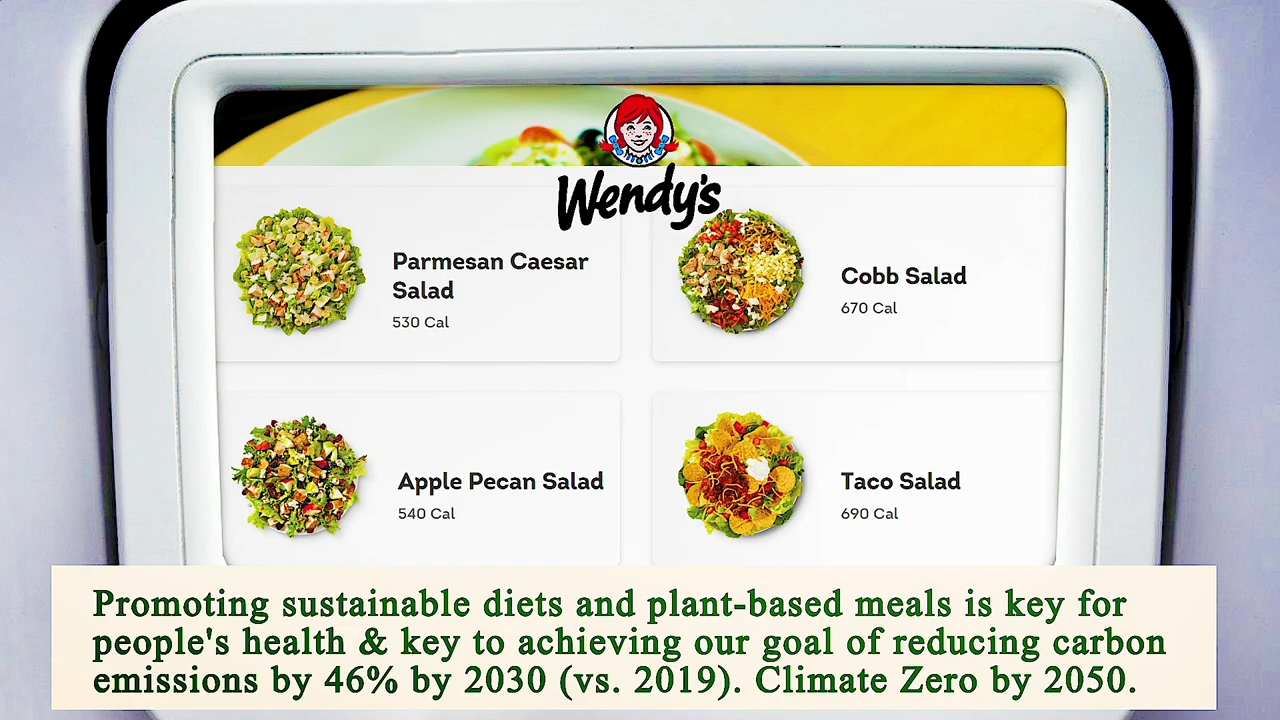 Wendy's
Parmesan Caesar
Salad
530 Cal
Cobb Salad
670 Cal
Apple Pecan Salad
540 Cal
Taco Salad
690 Cal
Promoting sustainable diets and plant-based meals is key for
people's health & key to achieving our goal of reducing carbon
emissions by 46% by 2030 (vs. 2019). Climate Zero by 2050.